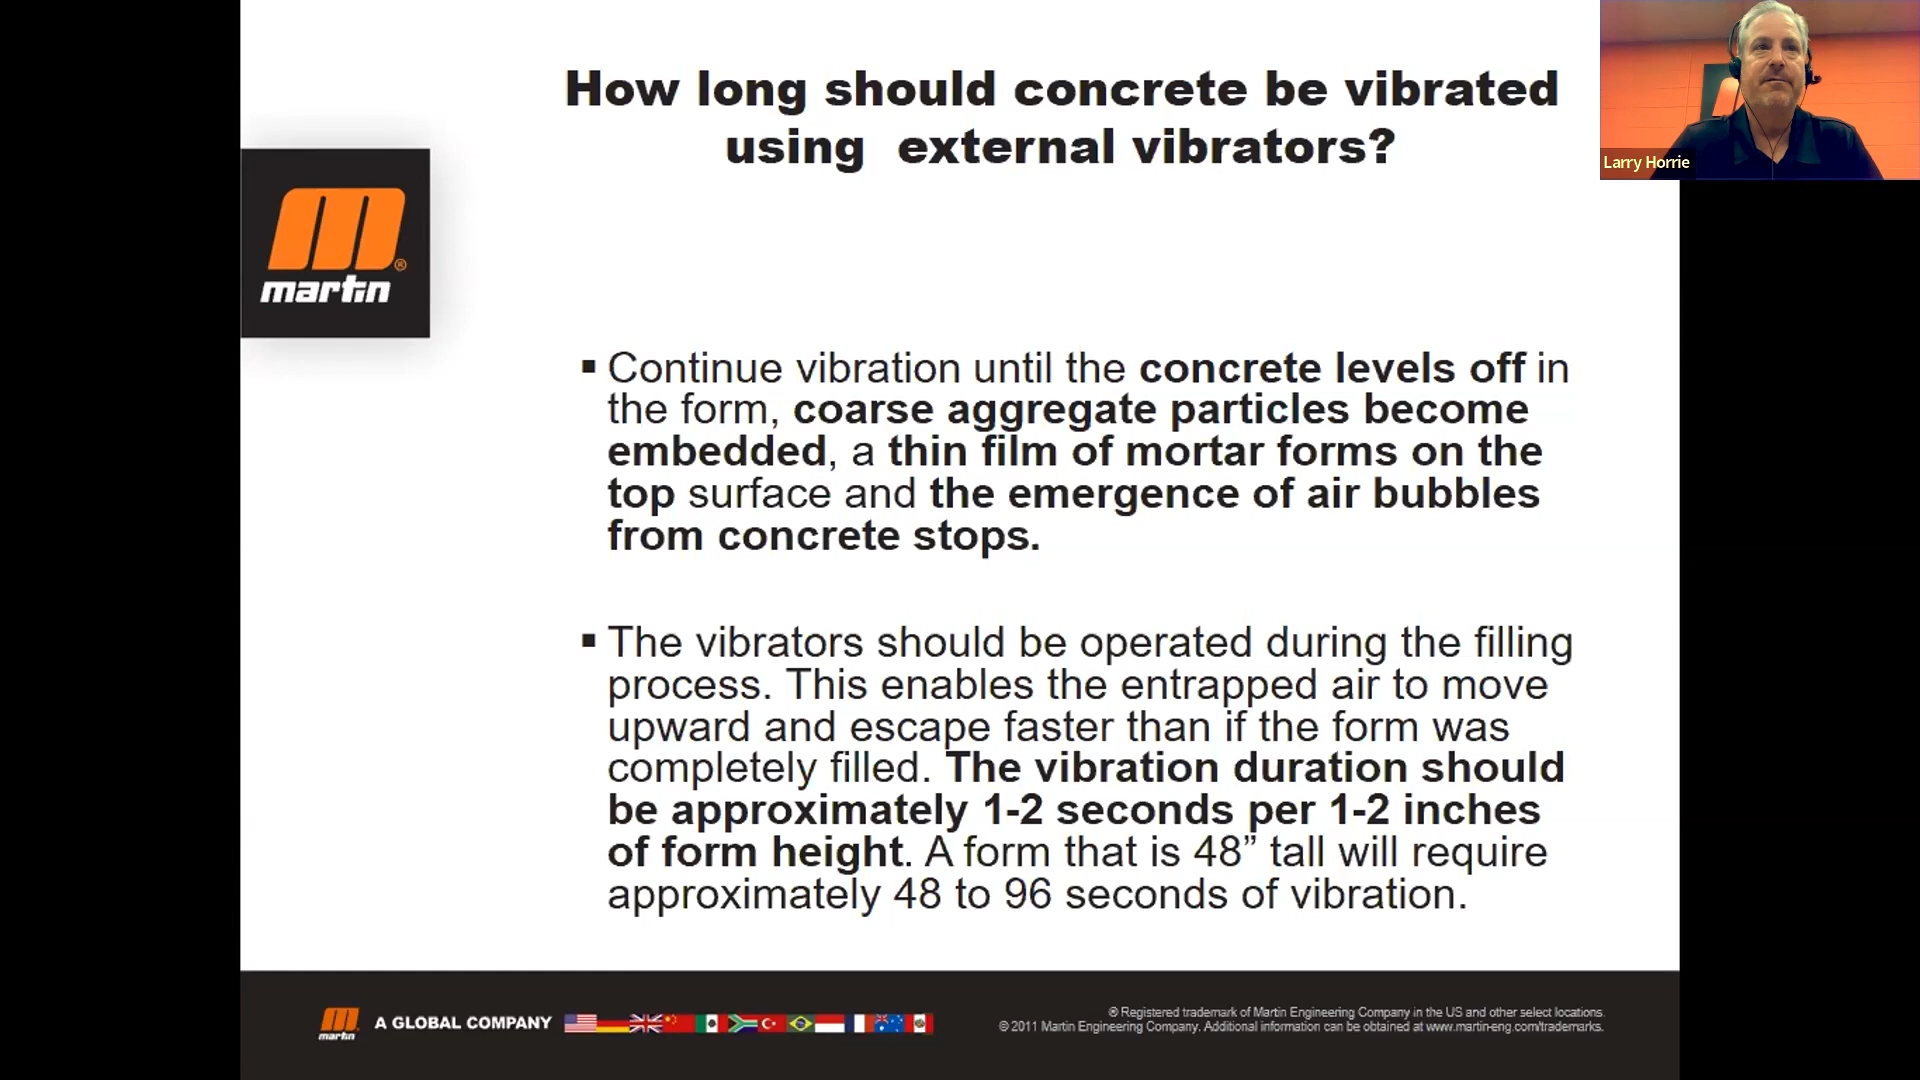 How long should concrete be vibrated
using external vibrators?
Larry Horrie
martin®
▪ Continue vibration until the concrete levels off in
the form, coarse aggregate particles become
embedded, a thin film of mortar forms on the
top surface and the emergence of air bubbles
from concrete stops.
▪ The vibrators should be operated during the filling
process. This enables the entrapped air to move
upward and escape faster than if the form was
completely filled. The vibration duration should
be approximately 1-2 seconds per 1-2 inches
of form height. A form that is 48” tall will require
approximately 48 to 96 seconds of vibration.
martin
A GLOBAL COMPANY
® Registered trademark of Martin Engineering Company in the US and other select locations.
© 2011 Martin Engineering Company. Additional information can be obtained at www.martin-eng.com/trademarks.